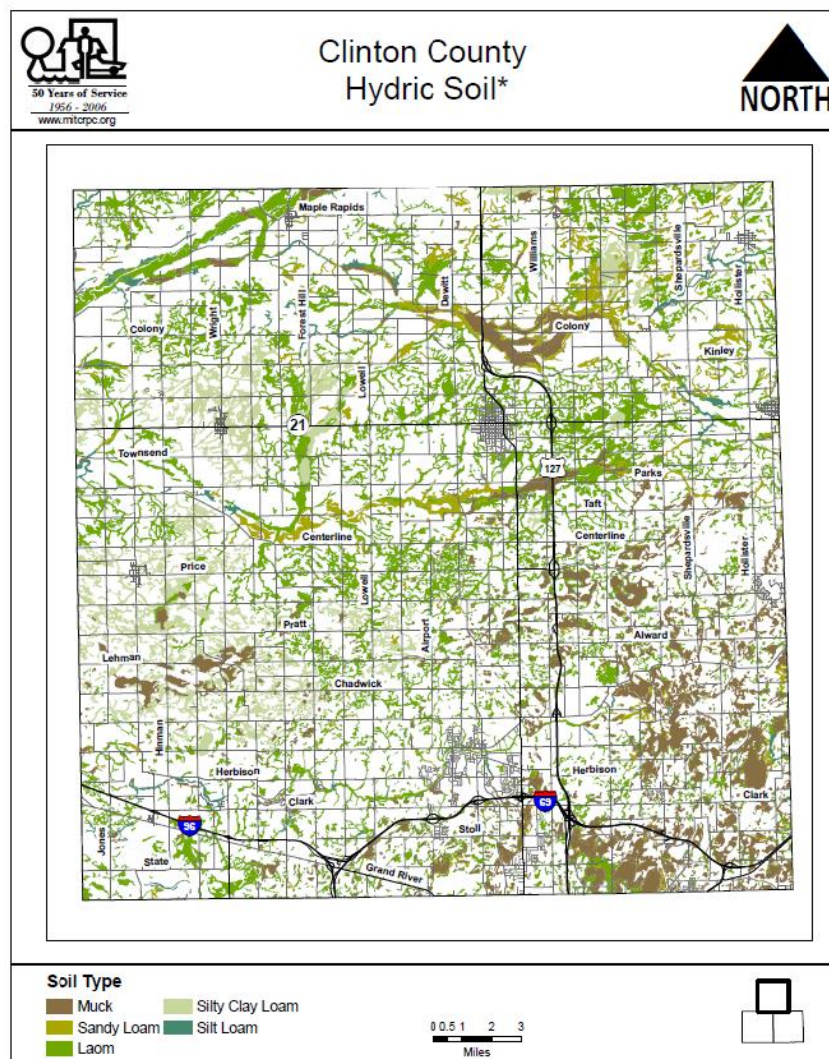 50 Years of Service
1956 - 2006
www.mitcrpc.org
Clinton County
Hydric Soil*
NORTH
Maple Rapids
Williams
Shepardsville
Hollister
Dewitt
Forest Hill
Wright
Colony
Colony
Kinley
Lowell
21
Townsend
127
Parks
Taft
Centerline
Centerline
Shepardsville
Hollister
Price
Lowell
Pratt
Airport
Alward
Lehman
Chadwick
Hinman
Herbison
Herbison
Clark
Clark
69
96
Stoll
Jones
State
Grand River
Soil Type
Muck
Silty Clay Loam
Sandy Loam
Silt Loam
Laom
0 0.5 1 2 3
Miles